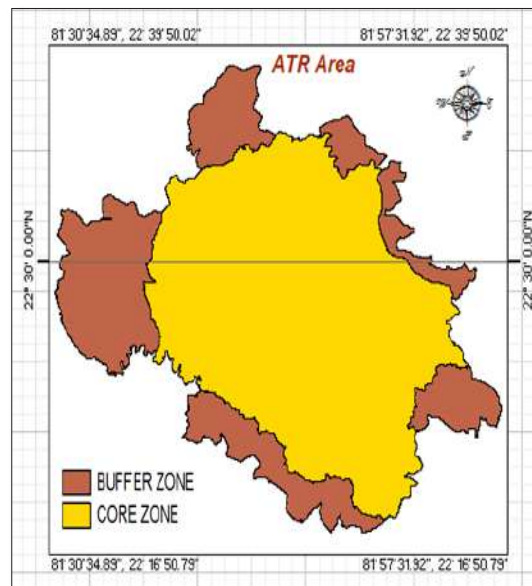 81 30'34.89", 22 39'50.02"
81 57'31.92" 22 39'50.02"
ATR Area
22° 30' 0.00"N
22° 30' 0.00"N
BUFFER ZONE
CORE ZONE
81 30'34.89", 22 16'50.79"
81 57'31.92", 22 16'50.79"